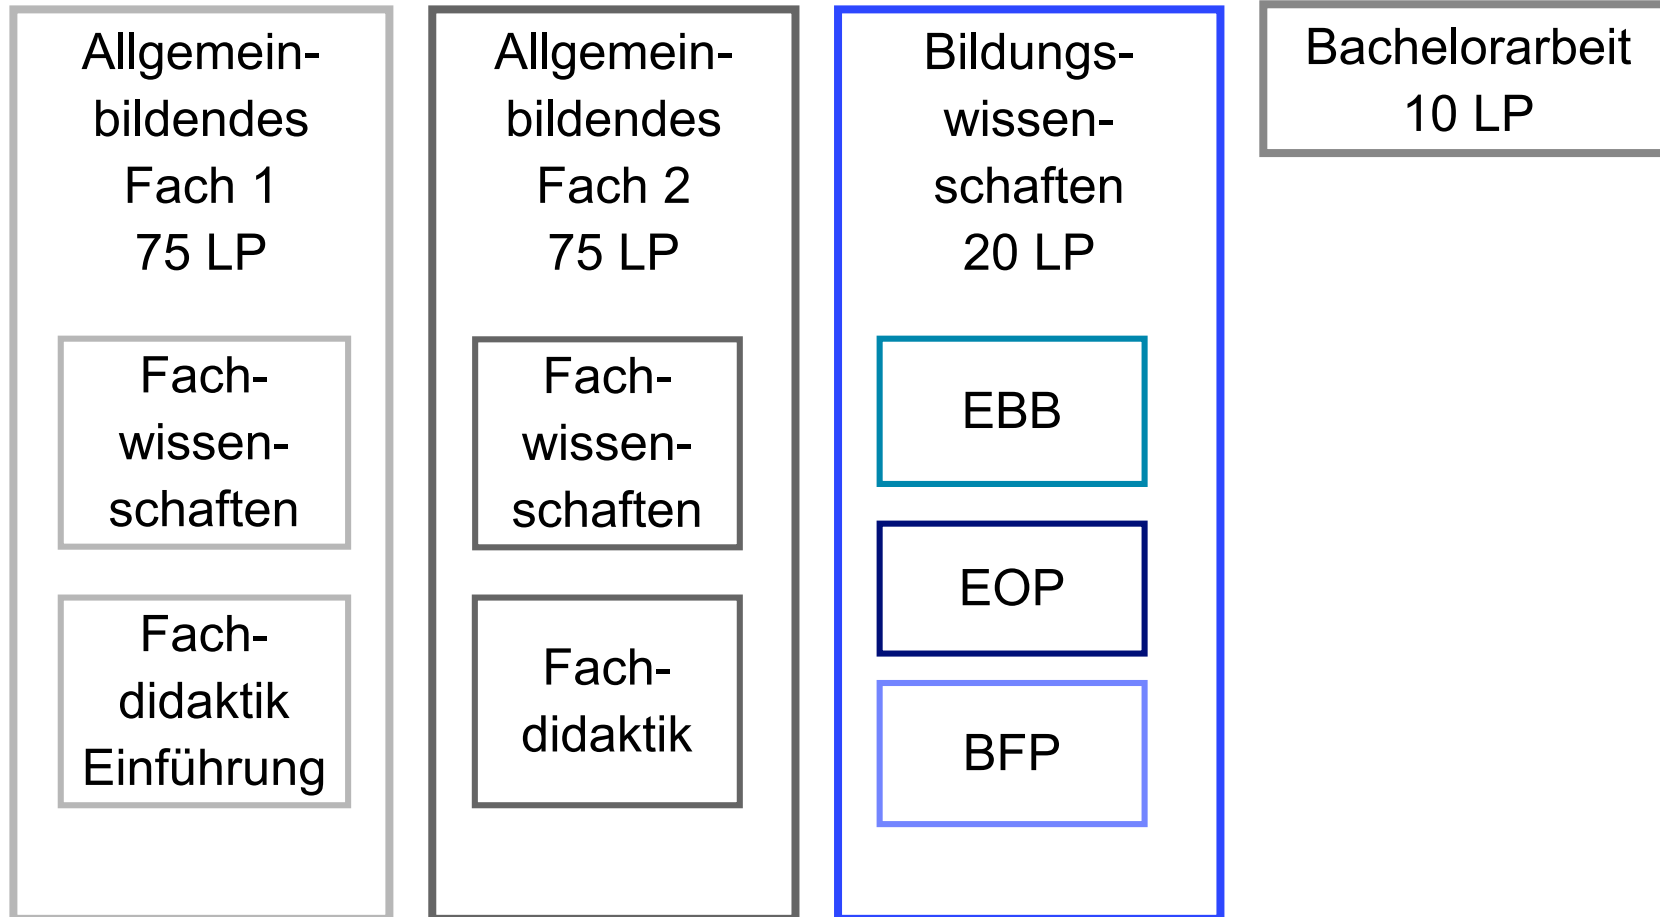 Allgemein-
bildendes
Fach 1
75 LP
Fach-
wissen-
schaften
Fach-
didaktik
Einführung
Allgemein-
bildendes
Fach 2
75 LP
Fach-
wissen-
schaften
Fach-
didaktik
Bildungs-
wissen-
schaften
20 LP
EBB
EOP
BFP
Bachelorarbeit
10 LP